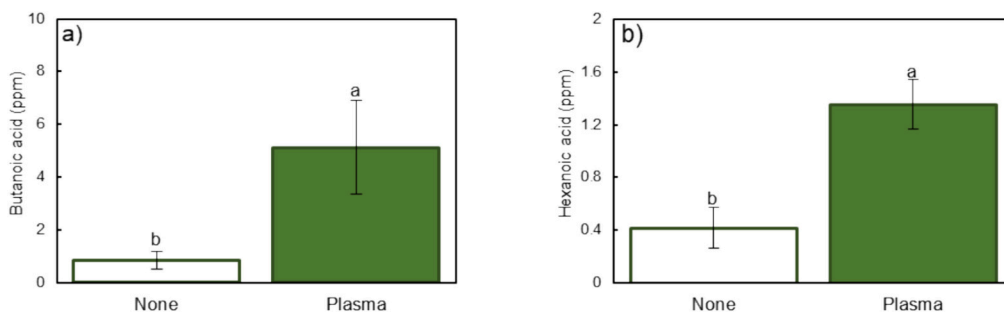 a)
Butanoic acid (ppm)
10
8
6
4
2
0
b
a
None
Plasma
b)
Hexanoic acid (ppm)
2
1.6
1.2
0.8
0.4
0
b
a
None
Plasma